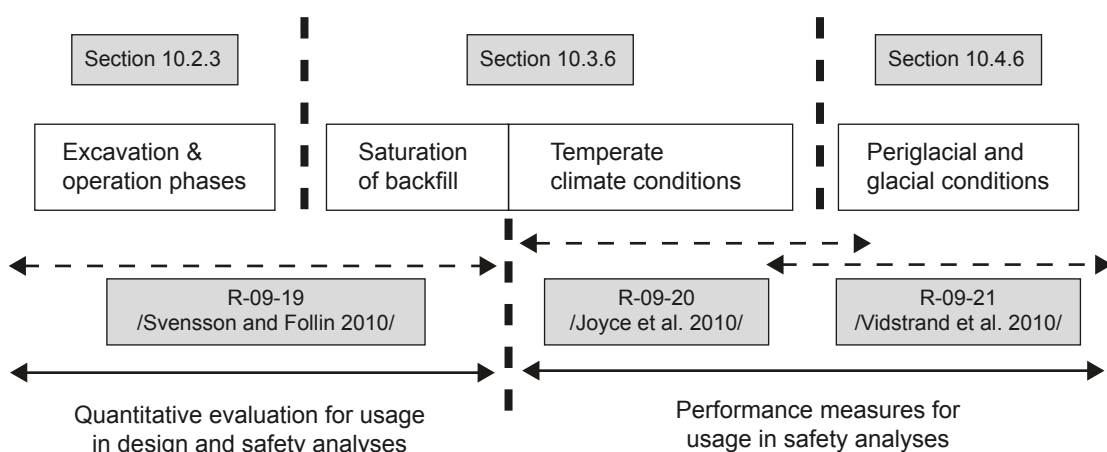 Section 10.2.3
Section 10.3.6
Section 10.4.6
Excavation &
operation phases
Saturation
of backfill
Temperate
climate conditions
Periglacial and
glacial conditions
R-09-19
/Svensson and Follin 2010/
R-09-20
/Joyce et al. 2010/
R-09-21
/Vidstrand et al. 2010/
Quantitative evaluation for usage
in design and safety analyses
Performance measures for
usage in safety analyses